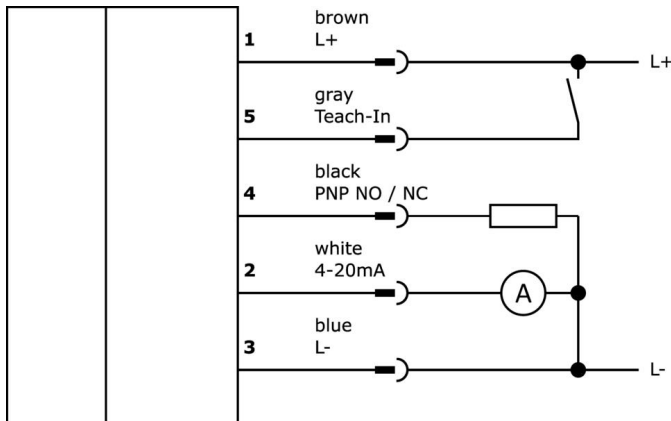 brown
1 L+
L+
gray
5 Teach-In
black
4 PNP NO / NC
white
2 4-20mA
A
blue
3 L-
L-